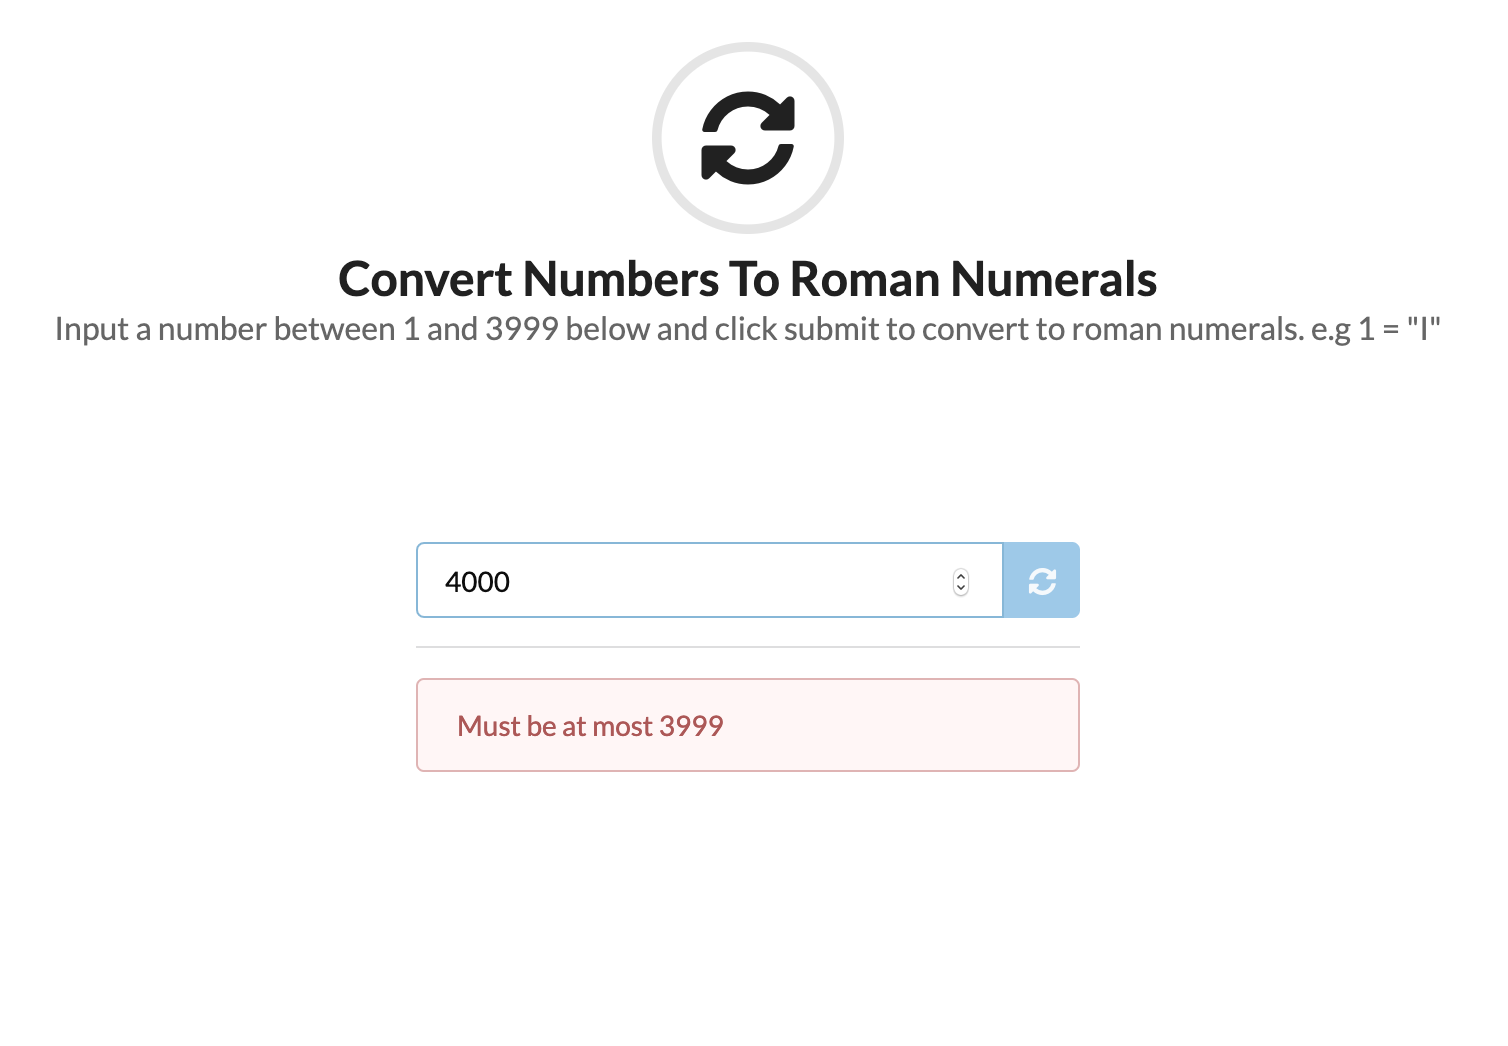 Convert Numbers To Roman Numerals
Input a number between 1 and 3999 below and click submit to convert to roman numerals. e.g 1 = "I"
4000
Must be at most 3999